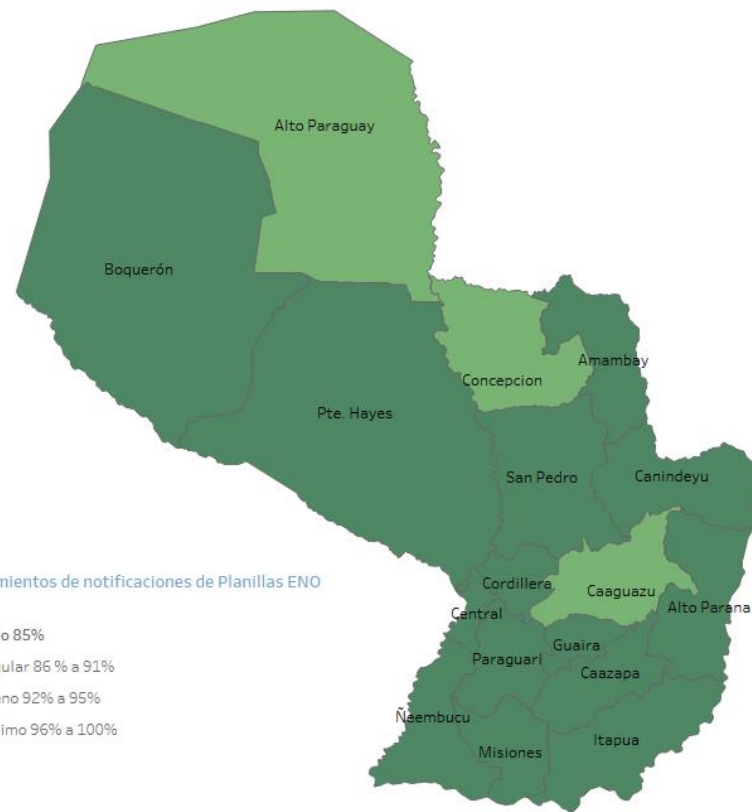 Alto Paraguay
Boquerón
Concepcion
Amambay
Pte. Hayes
San Pedro
Canindeyu
mientos de notificaciones de Planillas ENO
Cordillera
Caaguazu
Central
Alto Parana
o 85%
Guaira
Paraguari
ular 86 % a 91%
Caazapa
eno 92% a 95%
Ñeembucu
imo 96% a 100%
Itapua
Misiones